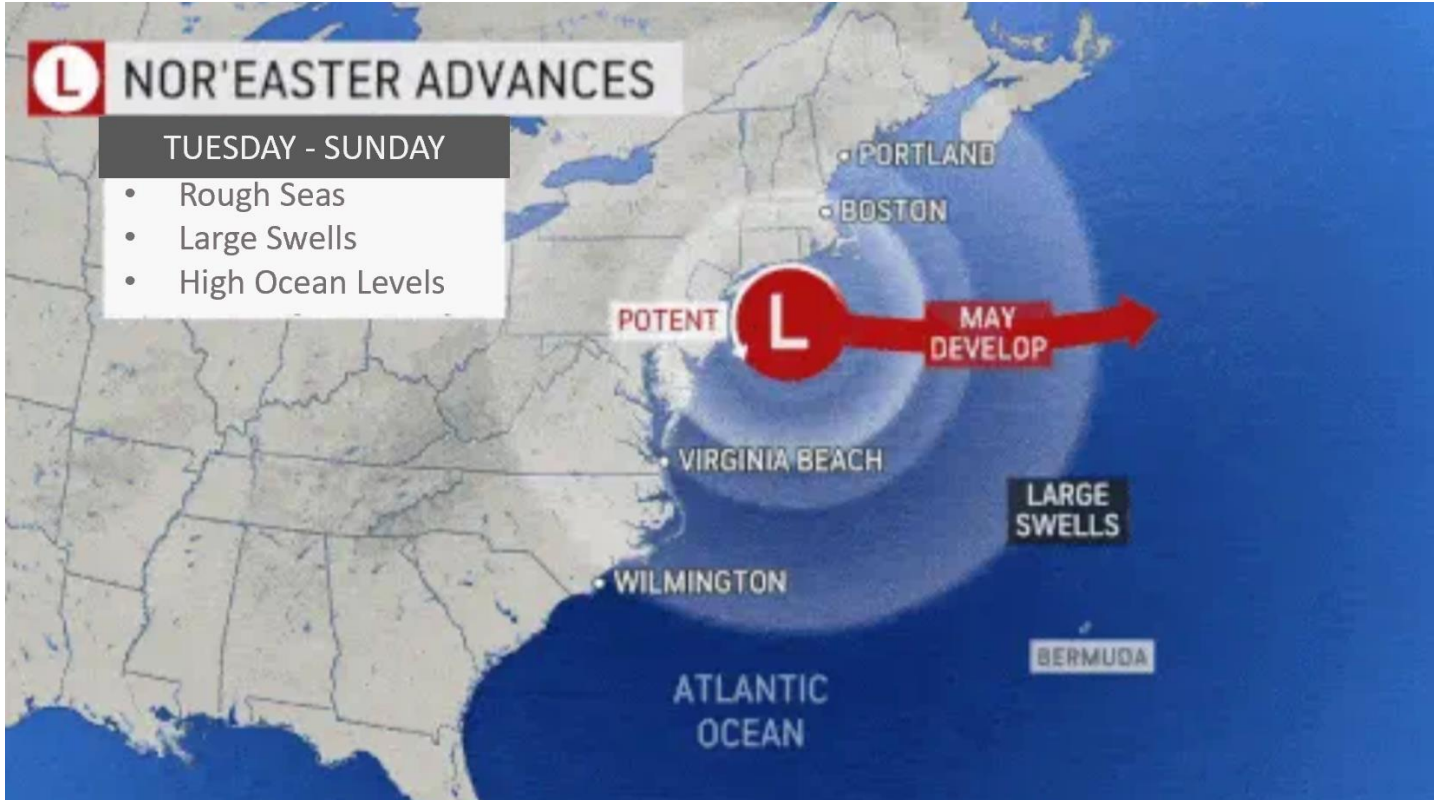 L NOR'EASTER ADVANCES
TUESDAY - SUNDAY
• Rough Seas
• Large Swells
• High Ocean Levels
PORTLAND
BOSTON
POTENT
L
MAY
DEVELOP
VIRGINIA BEACH
LARGE
SWELLS
WILMINGTON
BERMUDA
ATLANTIC
OCEAN